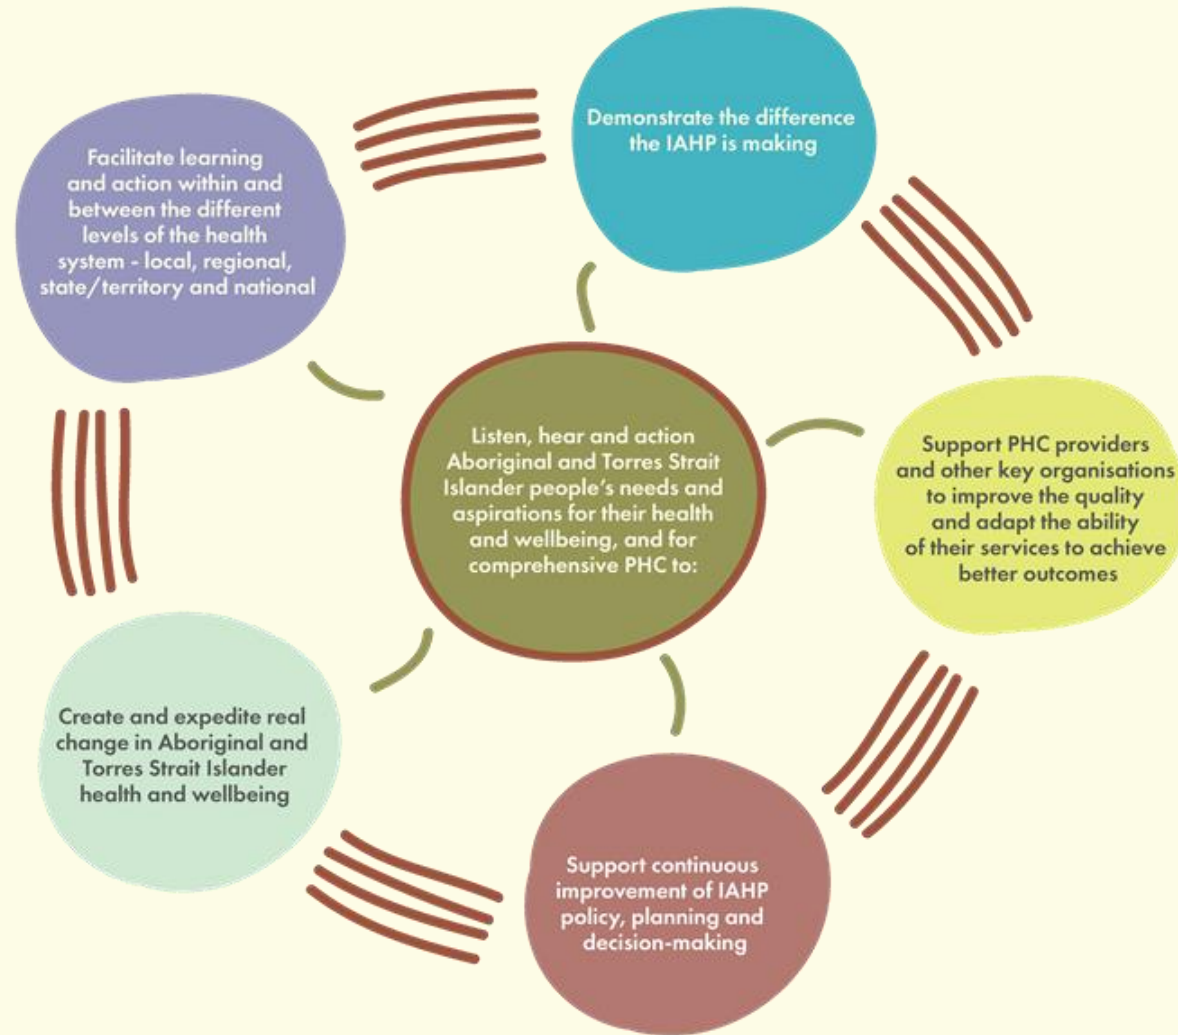 Demonstrate the difference
the IAHP is making
Facilitate learning
and action within and
between the different
levels of the health
system - local, regional,
state/territory and national
Listen, hear and action
Aboriginal and Torres Strait
Islander people's needs and
aspirations for their health
and wellbeing, and for
comprehensive PHC to:
Support PHC providers
and other key organisations
to improve the quality
and adapt the ability
of their services to achieve
better outcomes
Create and expedite real
change in Aboriginal and
Torres Strait Islander
health and wellbeing
Support continuous
improvement of IAHP
policy, planning and
decision-making